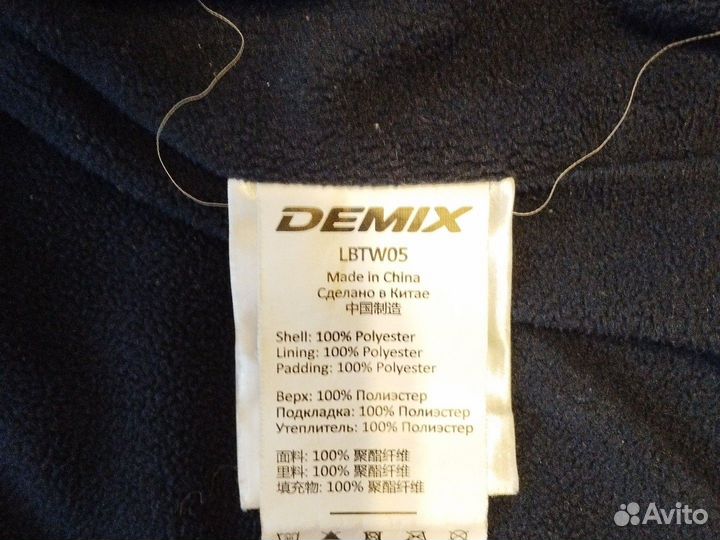 DEMIX
LBTW05
Made in China
Сделано в Китае
中国制造
Shell: 100% Polyester
Lining: 100% Polyester
Padding: 100% Polyester
Верх: 100% Полиэстер
Подкладка: 100% Полиэстер
Утеплитель: 100% Полиэстер
面料: 100% 聚酯纤维
里料: 100% 聚酯纤维
填充物: 100% 聚酯纤维
Avito